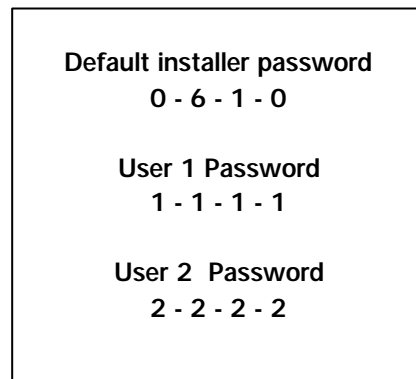 Default installer password
0 - 6 - 1 - 0
User 1 Password
1 - 1 - 1 - 1
User 2 Password
2 - 2 - 2 - 2